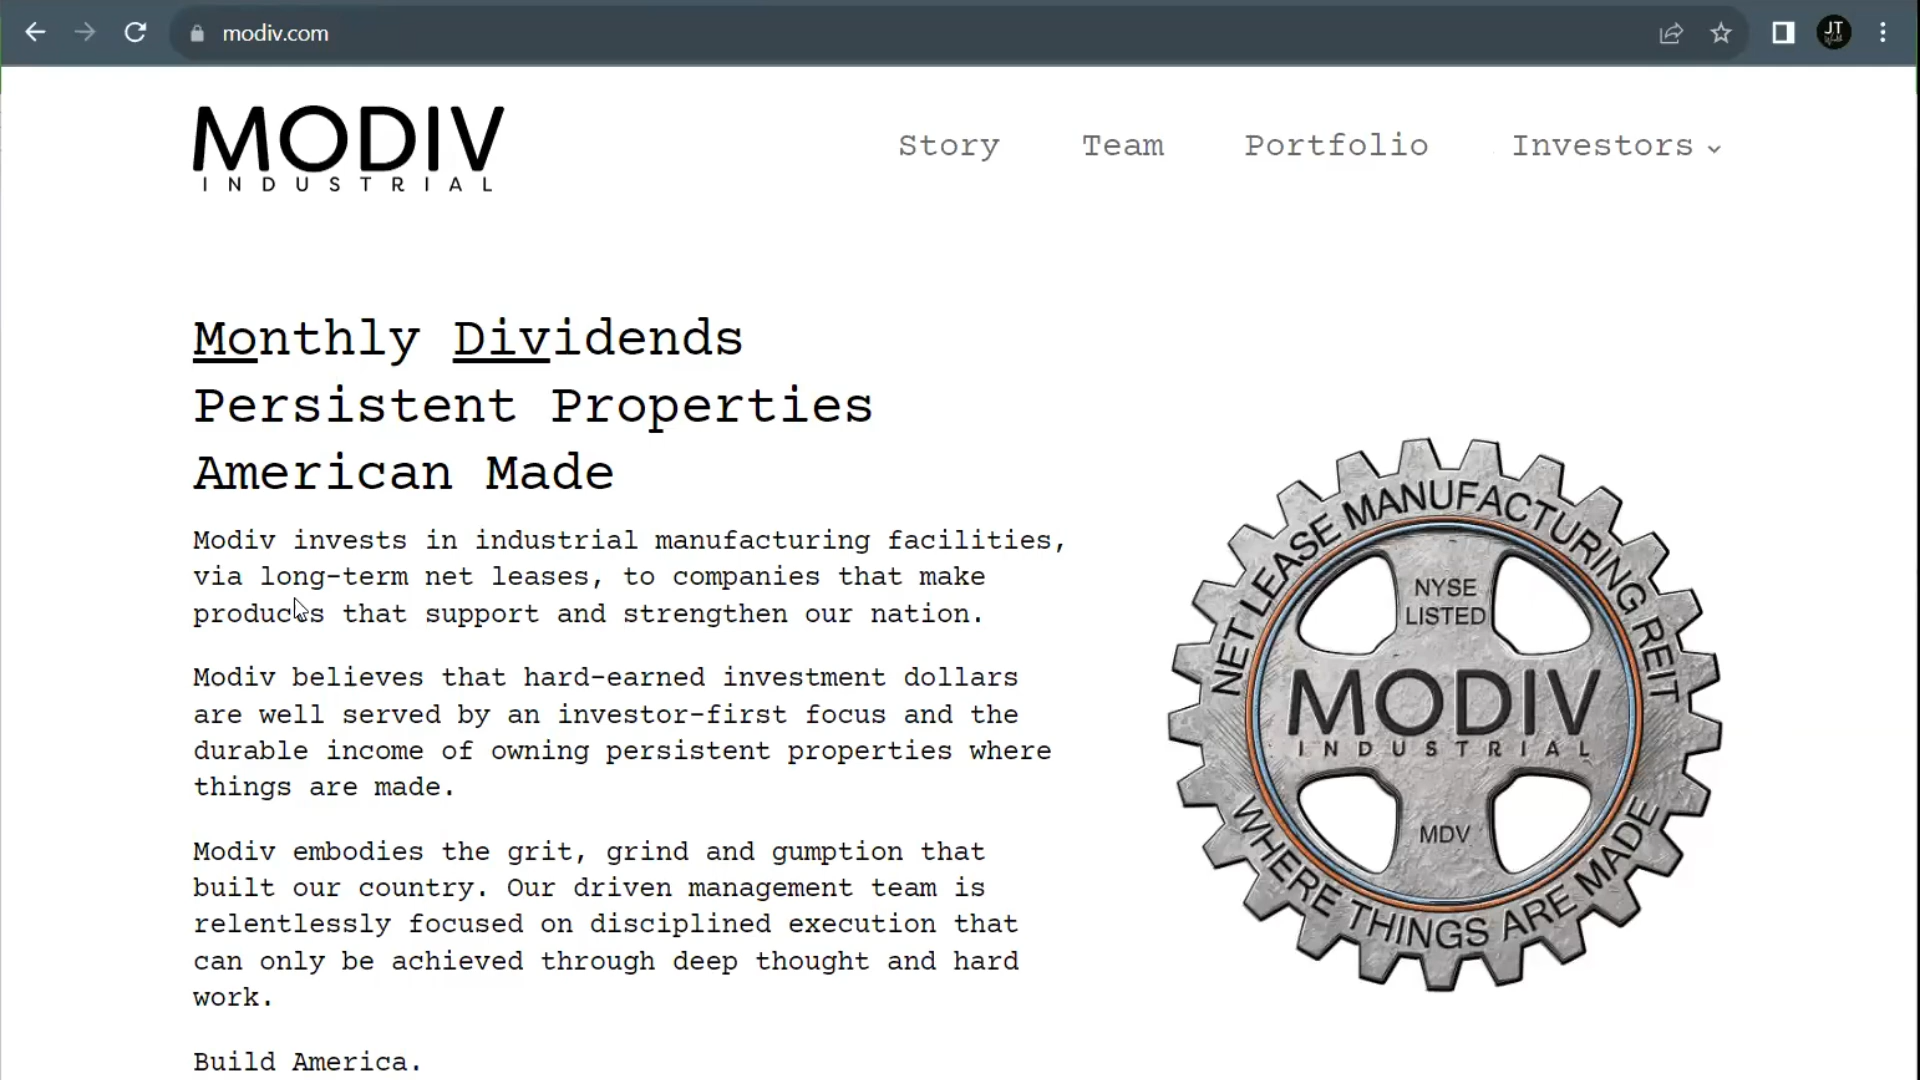 modiv.com
JT
MODIV
INDUSTRIAL
Story Team Portfolio Investors
Monthly Dividends
Persistent Properties
American Made
Modiv invests in industrial manufacturing facilities,
via long-term net leases, to companies that make
products that support and strengthen our nation.
Modiv believes that hard-earned investment dollars
are well served by an investor-first focus and the
durable income of owning persistent properties where
things are made.
Modiv embodies the grit, grind and gumption that
built our country. Our driven management team is
relentlessly focused on disciplined execution that
can only be achieved through deep thought and hard
work.
Build America.
NET LEASE MANUFACTURING REIT
NYSE
LISTED
MODIV
INDUSTRIAL
MDV
WHERE THINGS ARE MADE